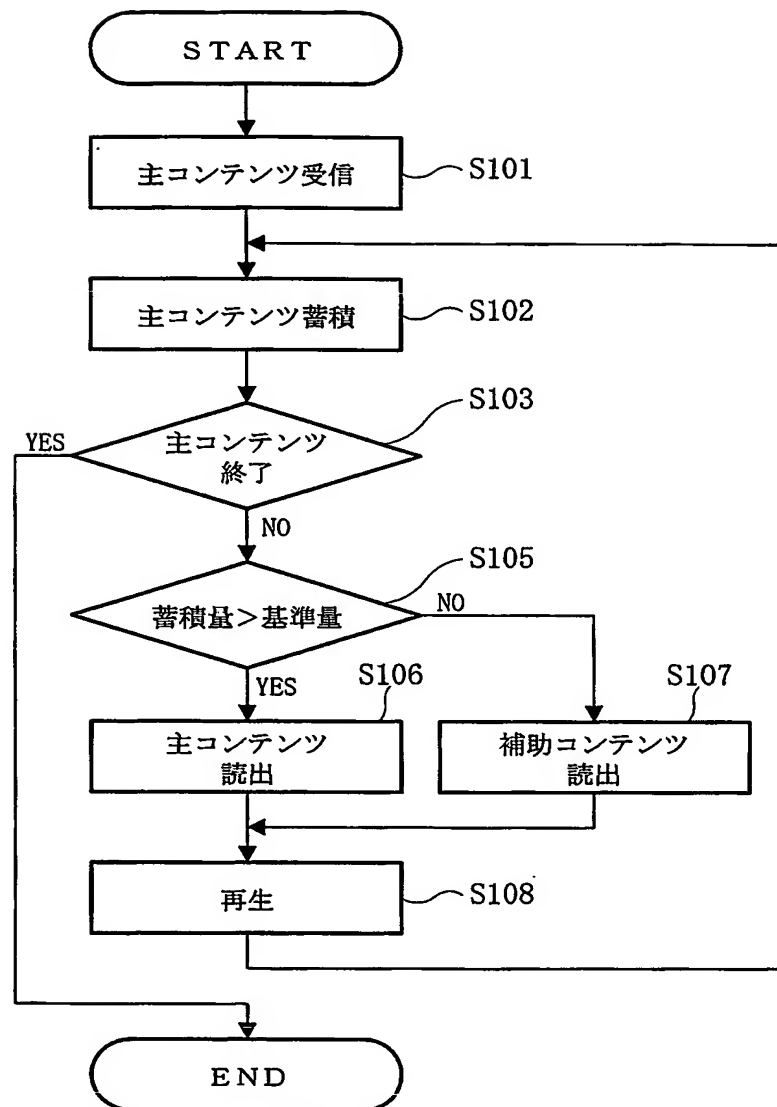 START
主コンテンツ受信
S101
主コンテンツ蓄積
S102
S103
YES
主コンテンツ
終了
NO
S105
蓄積量>基準量
NO
YES
S106
S107
主コンテンツ
読出
補助コンテンツ
読出
再生
S108
END